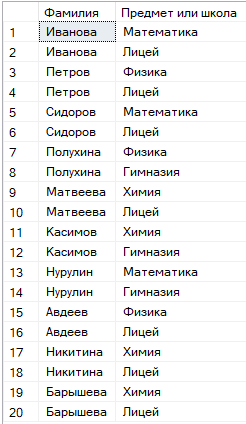 Фамилия Предмет или школа
1 Иванова Математика
2 Иванова Лицей
3 Петров Физика
4 Петров Лицей
5 Сидоров Математика
6 Сидоров Лицей
7 Полухина Физика
8 Полухина Гимназия
9 Матвеева Химия
10 Матвеева Лицей
11 Касимов Химия
12 Касимов Гимназия
13 Нурулин Математика
14 Нурулин Гимназия
15 Авдеев Физика
16 Авдеев Лицей
17 Никитина Химия
18 Никитина Лицей
19 Барышева Химия
20 Барышева Лицей